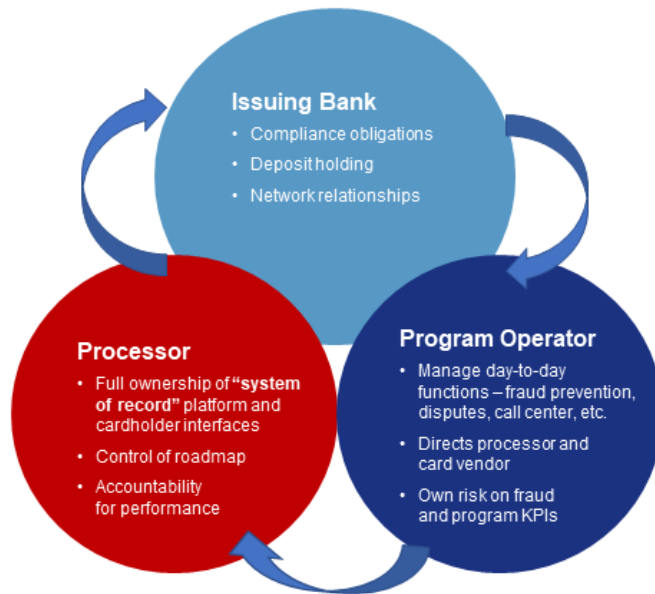 Issuing Bank
• Compliance obligations
• Deposit holding
• Network relationships
Processor
• Full ownership of “system
of record” platform and
cardholder interfaces
• Control of roadmap
• Accountability
for performance
Program Operator
• Manage day-to-day
functions – fraud prevention,
disputes, call center, etc.
• Directs processor and
card vendor
• Own risk on fraud
and program KPIs